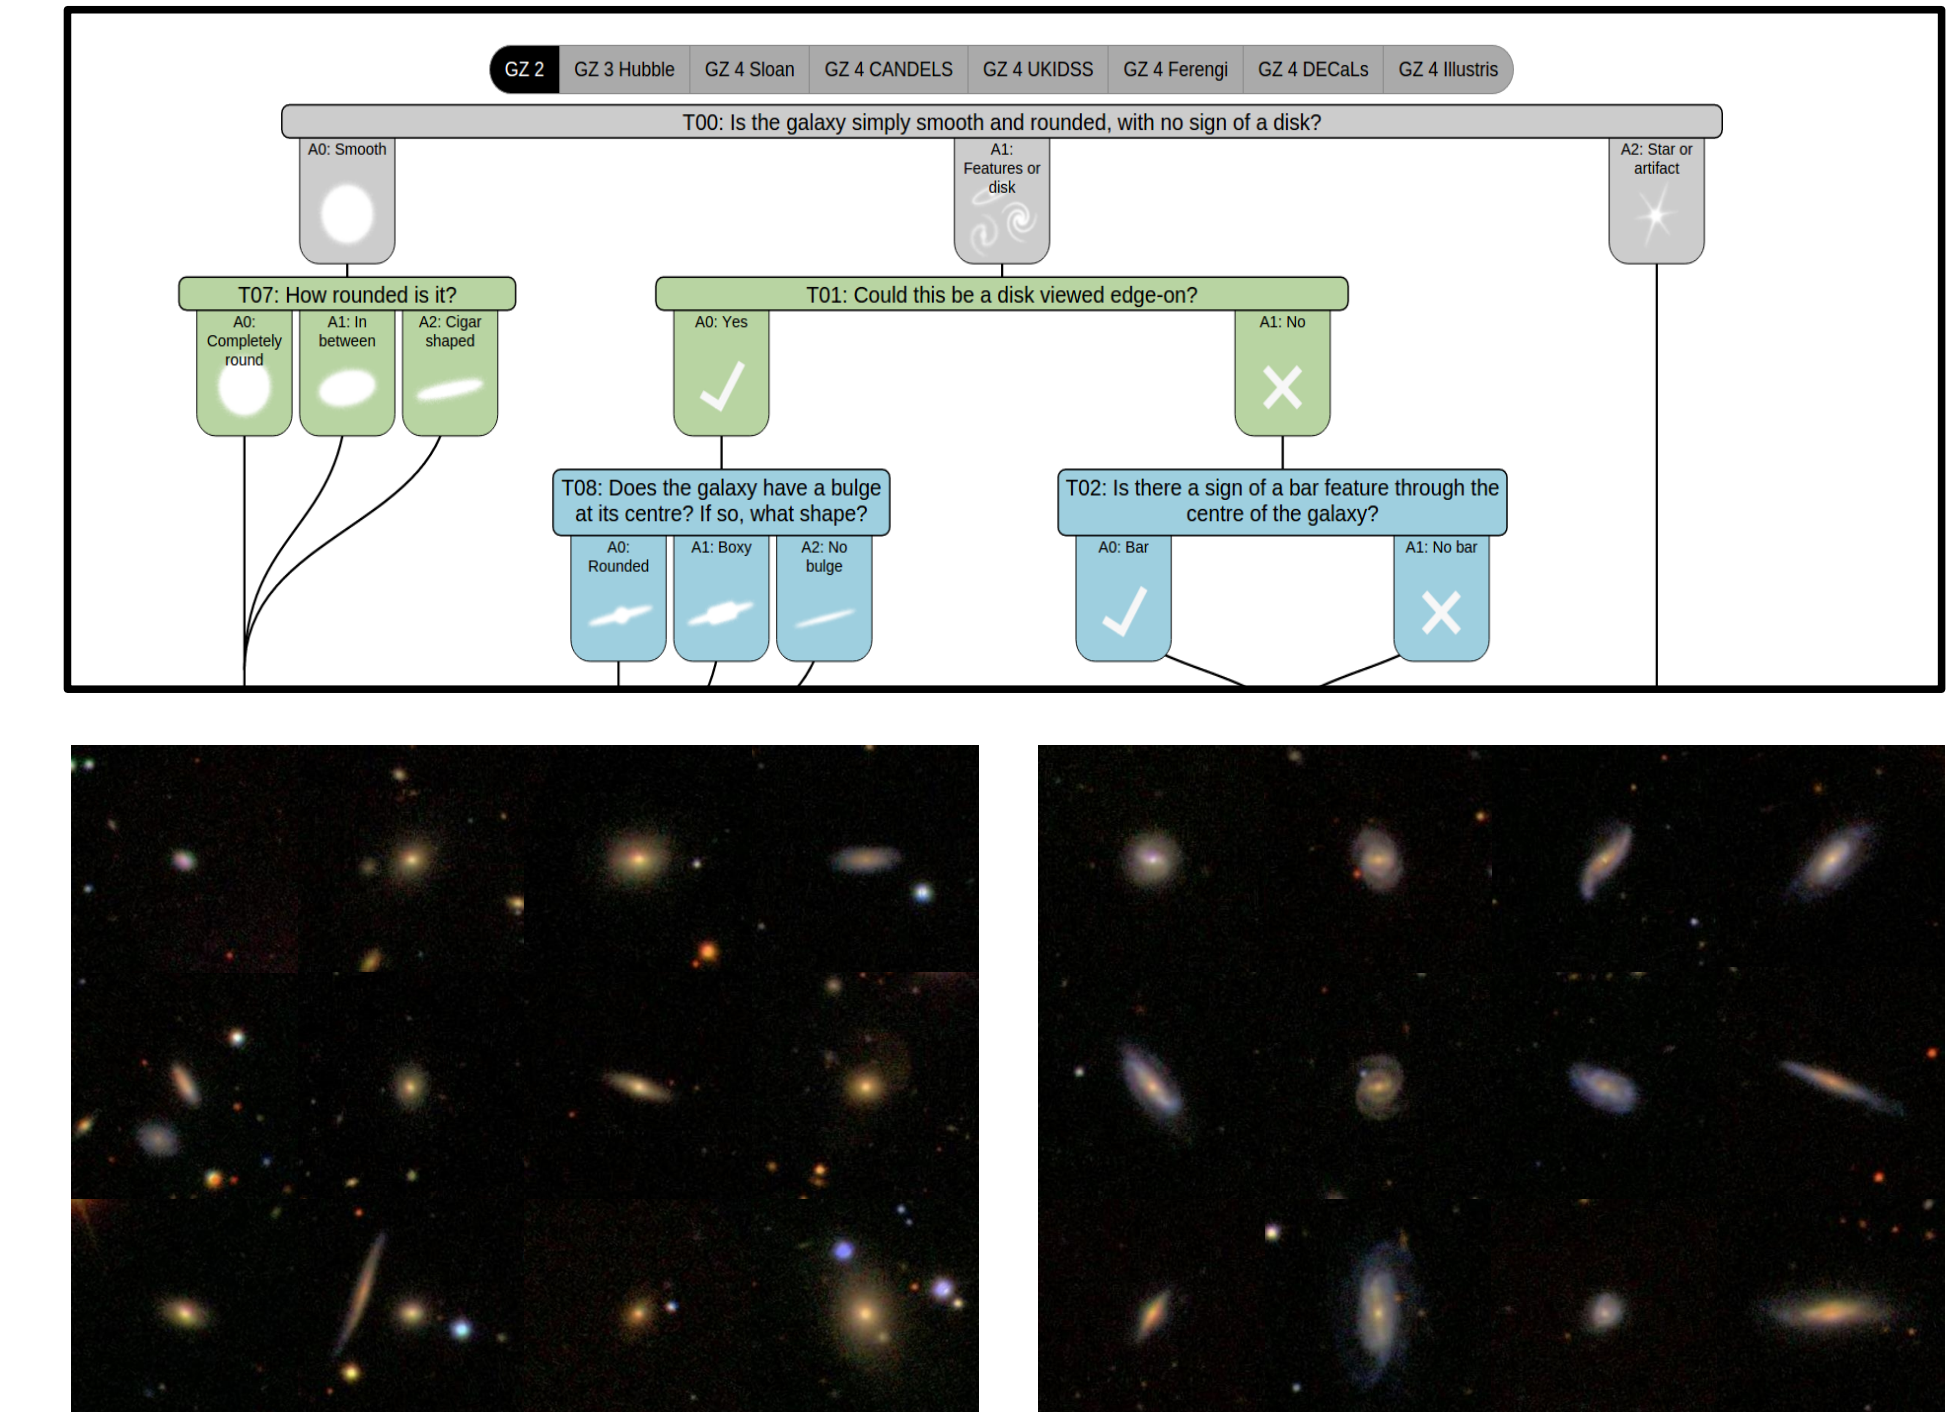 GZ 2 GZ 3 Hubble GZ 4 Sloan GZ 4 CANDELS GZ 4 UKIDSS GZ 4 Ferengi GZ 4 DECaLs GZ 4 Illustris
T00: Is the galaxy simply smooth and rounded, with no sign of a disk?
A0: Smooth
A1:
Features or
disk
A2: Star or
artifact
T07: How rounded is it?
A0:
Completely
round
A1: In
between
A2: Cigar
shaped
T01: Could this be a disk viewed edge-on?
A0: Yes
A1: No
T08: Does the galaxy have a bulge
at its centre? If so, what shape?
A0:
Rounded
A1: Boxy
A2: No
bulge
T02: Is there a sign of a bar feature through the
centre of the galaxy?
A0: Bar
A1: No bar